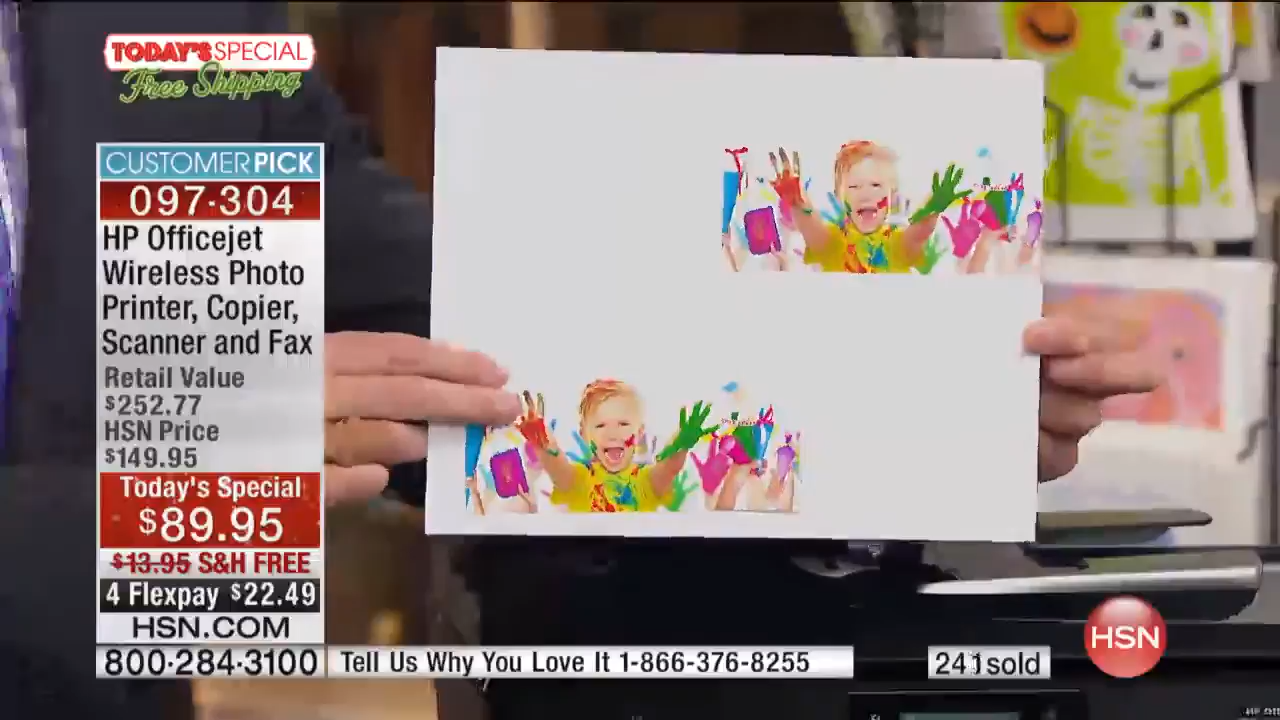 TODAY'S SPECIAL
Free Shipping
CUSTOMER PICK
097·304
HP Officejet
Wireless Photo
Printer, Copier,
Scanner and Fax
Retail Value
$252.77
HSN Price
$149.95
Today's Special
$89.95
$13.95 S&H FREE
4 Flexpay $22.49
HSN.COM
800·284·3100
Tell Us Why You Love It 1-866-376-8255
sold
HSN